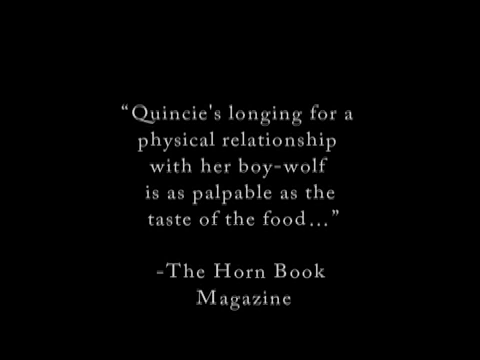 “Quincie's longing for a
physical relationship
with her boy-wolf
is as palpable as the
taste of the food...”
-The Horn Book
Magazine